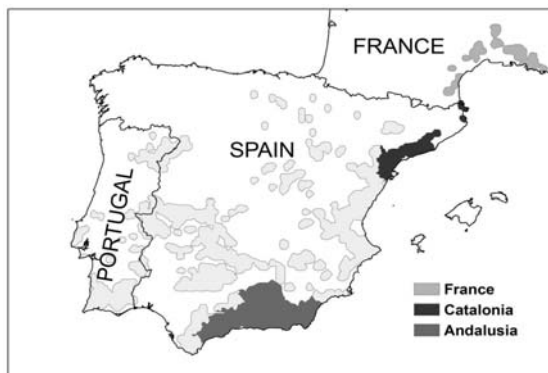 FRANCE
SPAIN
PORTUGAL
France
Catalonia
Andalusia